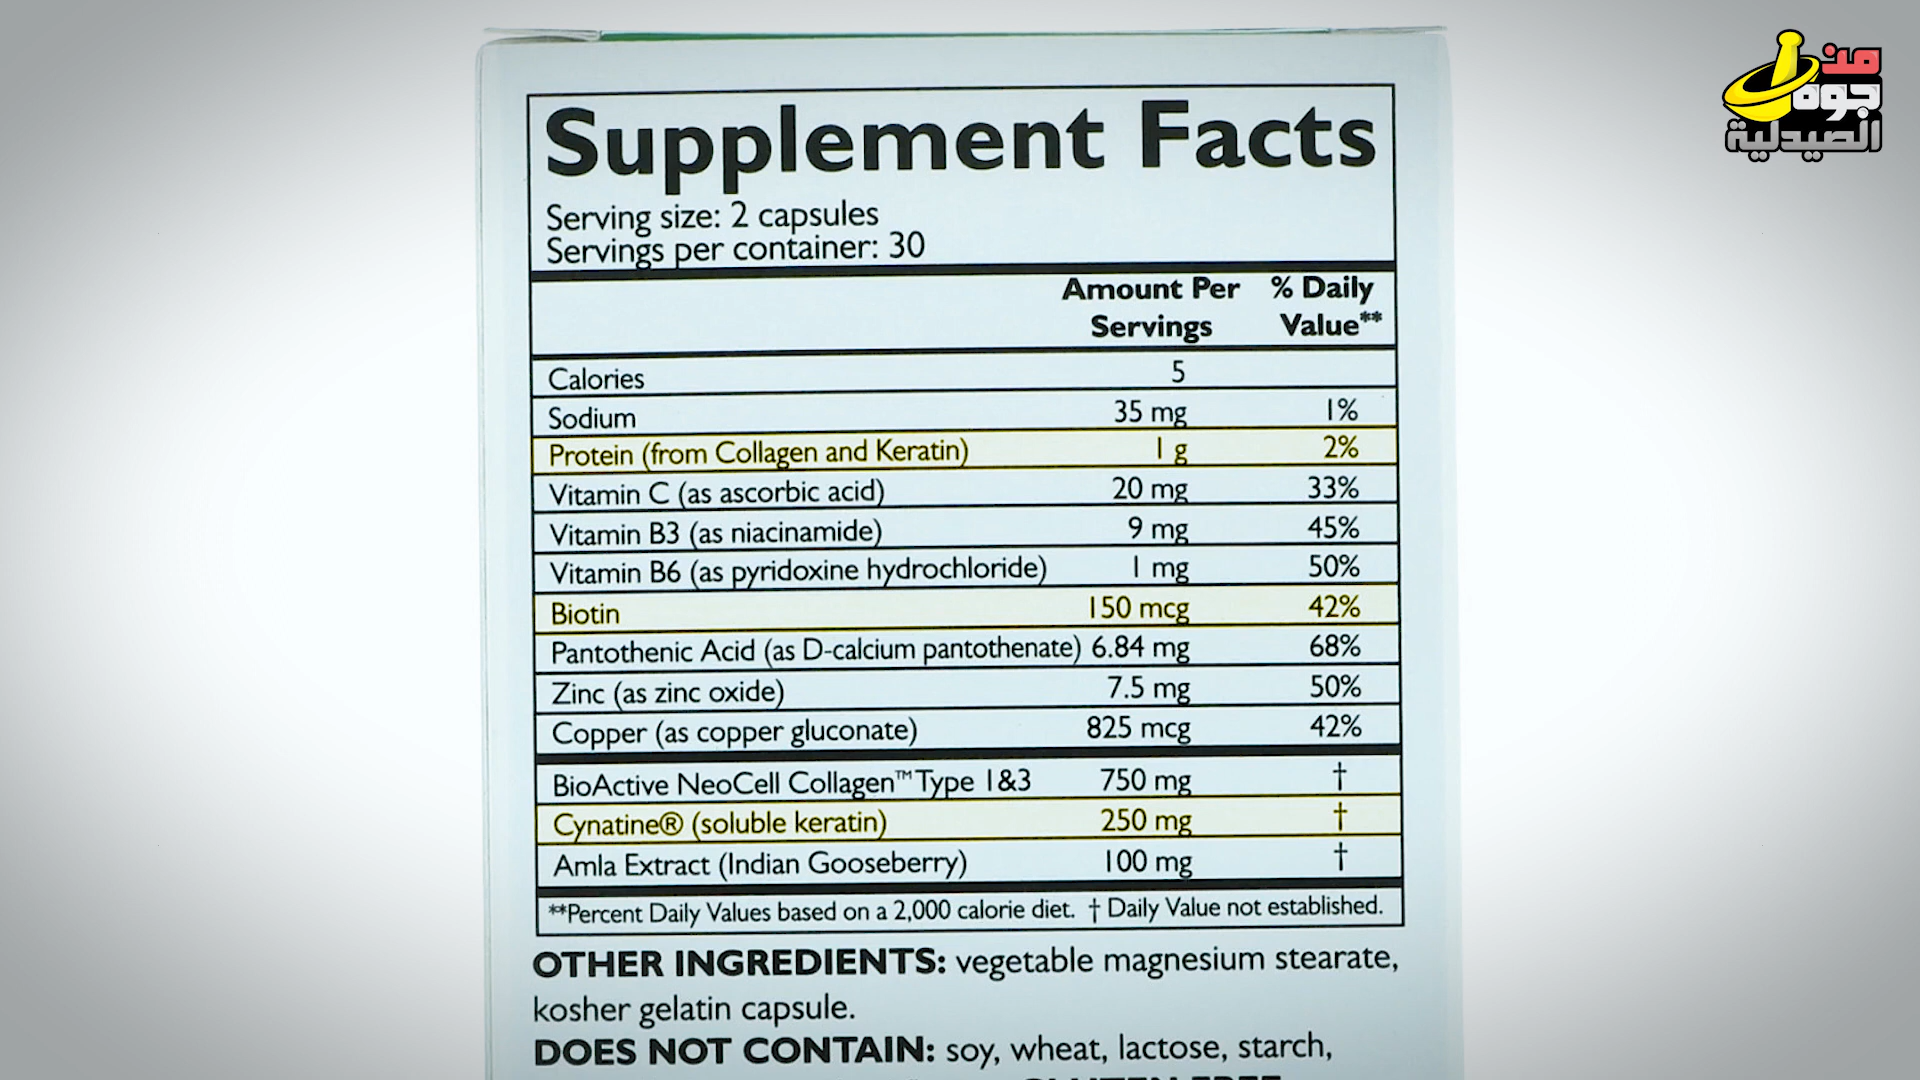 من
جوه
الصيدلية
Supplement Facts
Serving size: 2 capsules
Servings per container: 30
Amount Per Servings % Daily Value**
Calories 5
Sodium 35 mg 1%
Protein (from Collagen and Keratin) 1 g 2%
Vitamin C (as ascorbic acid) 20 mg 33%
Vitamin B3 (as niacinamide) 9 mg 45%
Vitamin B6 (as pyridoxine hydrochloride) 1 mg 50%
Biotin 150 mcg 42%
Pantothenic Acid (as D-calcium pantothenate) 6.84 mg 68%
Zinc (as zinc oxide) 7.5 mg 50%
Copper (as copper gluconate) 825 mcg 42%
BioActive NeoCell Collagen™ Type 1&3 750 mg †
Cynatine® (soluble keratin) 250 mg †
Amla Extract (Indian Gooseberry) 100 mg †
**Percent Daily Values based on a 2,000 calorie diet. † Daily Value not established.
OTHER INGREDIENTS: vegetable magnesium stearate,
kosher gelatin capsule.
DOES NOT CONTAIN: soy, wheat, lactose, starch,